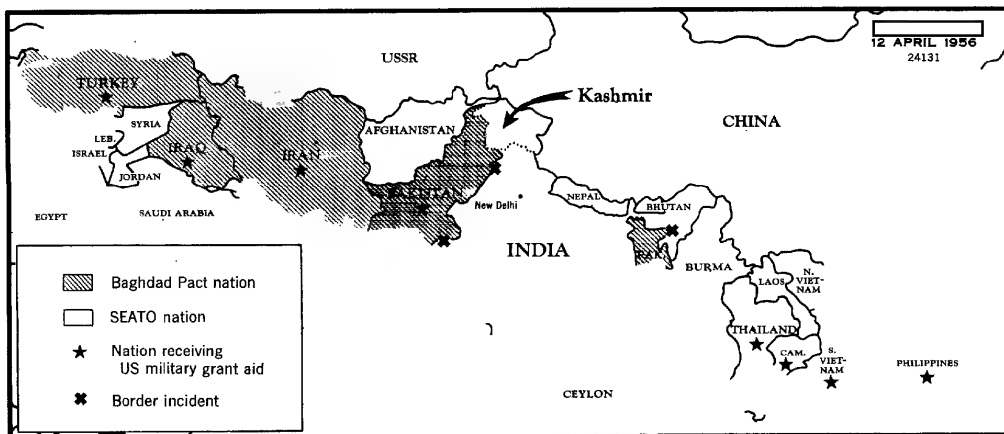 12 APRIL 1956
24131
USSR
Kashmir
TURKEY
CHINA
SYRIA
AFGHANISTAN
LEB.
IRAQ
ISRAEL
IRAN
JORDAN
PAKISTAN
New Delhi
NEPAL
BHUTAN
EGYPT
SAUDI ARABIA
INDIA
PAK.
BURMA
N.
VIET-
NAM
LAOS
Baghdad Pact nation
SEATO nation
Nation receiving
US military grant aid
Border incident
THAILAND
CAM.
S.
VIET-
NAM
PHILIPPINES
CEYLON